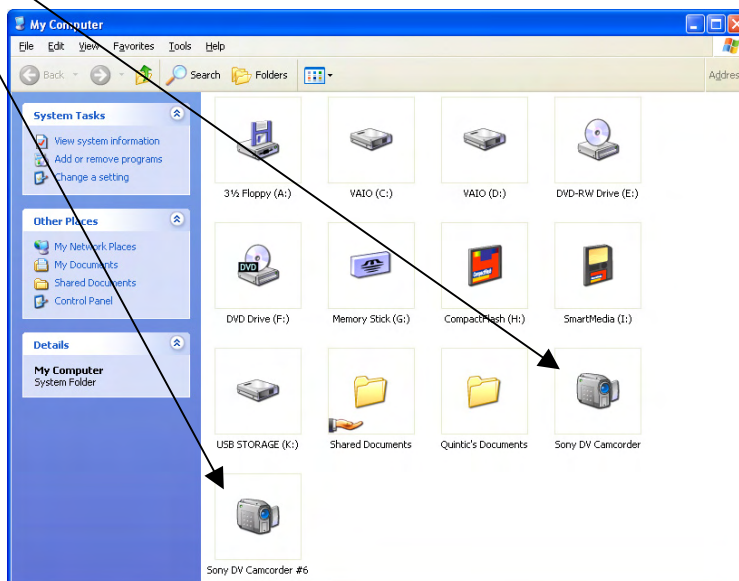 My Computer
File Edit View Favorites Tools Help
Back Search Folders Addres
System Tasks
View system information
Add or remove programs
Change a setting
Other Places
My Network Places
My Documents
Shared Documents
Control Panel
Details
My Computer
System Folder
3½ Floppy (A:) VAIO (C:) VAIO (D:) DVD-RW Drive (E:)
DVD
DVD Drive (F:) Memory Stick (G:) CompactFlash (H:) SmartMedia (I:)
USB STORAGE (K:) Shared Documents Quintic's Documents Sony DV Camcorder
Sony DV Camcorder #6